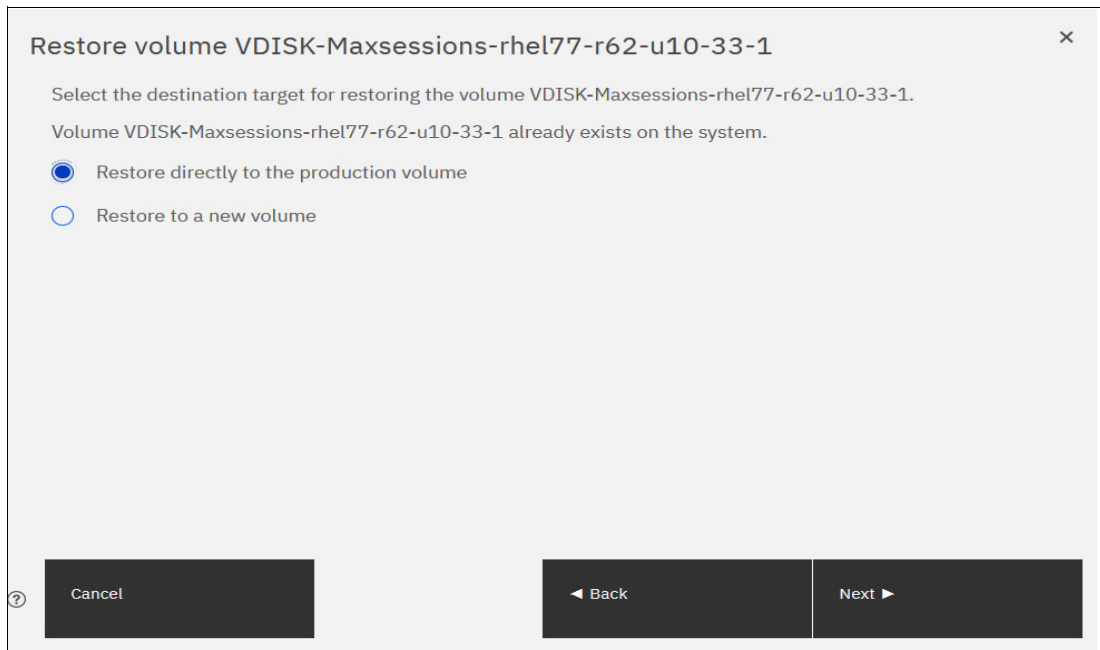 Restore volume VDISK-Maxsessions-rhel77-r62-u10-33-1
×
Select the destination target for restoring the volume VDISK-Maxsessions-rhel77-r62-u10-33-1.
Volume VDISK-Maxsessions-rhel77-r62-u10-33-1 already exists on the system.
Restore directly to the production volume
Restore to a new volume
?
Cancel
◄ Back
Next ►